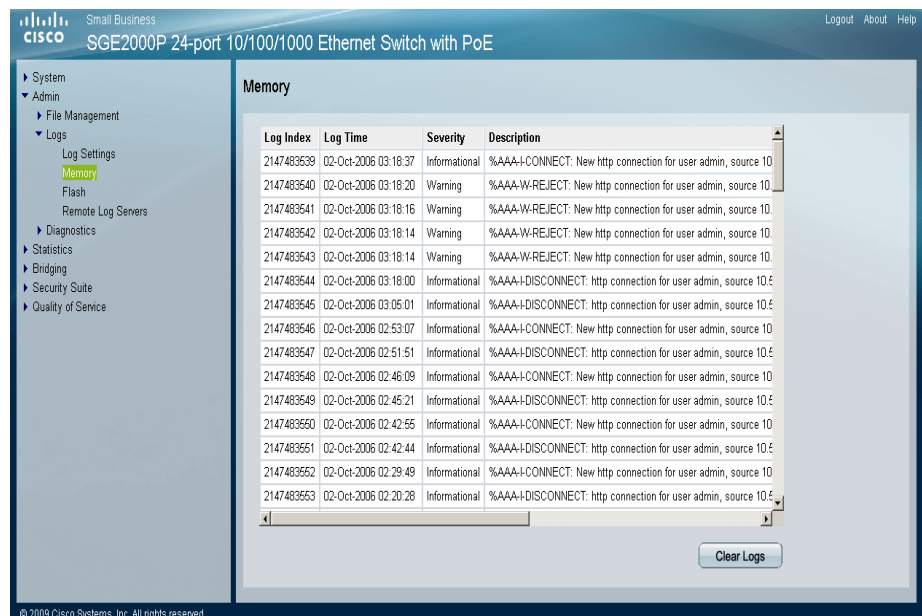 Small Business
CISCO
SGE2000P 24-port 10/100/1000 Ethernet Switch with PoE
Logout About Help
System
Admin
File Management
Logs
Log Settings
Memory
Flash
Remote Log Servers
Diagnostics
Statistics
Bridging
Security Suite
Quality of Service
Memory
Log Index Log Time Severity Description
2147483539 02-Oct-2006 03:18:37 Informational %AAA-I-CONNECT: New http connection for user admin, source 10
2147483540 02-Oct-2006 03:18:20 Warning %AAA-W-REJECT: New http connection for user admin, source 10.
2147483541 02-Oct-2006 03:18:16 Warning %AAA-W-REJECT: New http connection for user admin, source 10.
2147483542 02-Oct-2006 03:18:14 Warning %AAA-W-REJECT: New http connection for user admin, source 10.
2147483543 02-Oct-2006 03:18:14 Warning %AAA-W-REJECT: New http connection for user admin, source 10.
2147483544 02-Oct-2006 03:18:00 Informational %AAA-I-DISCONNECT: http connection for user admin, source 10.5
2147483545 02-Oct-2006 03:05:01 Informational %AAA-I-DISCONNECT: http connection for user admin, source 10.5
2147483546 02-Oct-2006 02:53:07 Informational %AAA-I-CONNECT: New http connection for user admin, source 10
2147483547 02-Oct-2006 02:51:51 Informational %AAA-I-DISCONNECT: http connection for user admin, source 10.5
2147483548 02-Oct-2006 02:46:09 Informational %AAA-I-CONNECT: New http connection for user admin, source 10
2147483549 02-Oct-2006 02:45:21 Informational %AAA-I-DISCONNECT: http connection for user admin, source 10.5
2147483550 02-Oct-2006 02:42:55 Informational %AAA-I-CONNECT: New http connection for user admin, source 10
2147483551 02-Oct-2006 02:42:44 Informational %AAA-I-DISCONNECT: http connection for user admin, source 10.5
2147483552 02-Oct-2006 02:29:49 Informational %AAA-I-CONNECT: New http connection for user admin, source 10
2147483553 02-Oct-2006 02:20:28 Informational %AAA-I-DISCONNECT: http connection for user admin, source 10.5
Clear Logs
© 2009 Cisco Systems, Inc. All rights reserved.